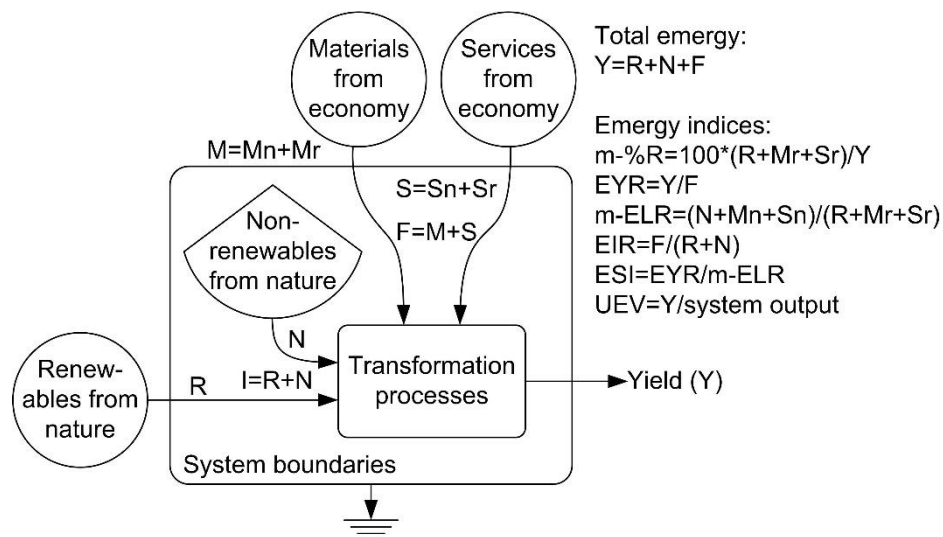 Materials
from
economy
Services
from
economy
Total emergy:
Y=R+N+F
Emergy indices:
m-%R=100*(R+Mr+Sr)/Y
EYR=Y/F
m-ELR=(N+Mn+Sn)/(R+Mr+Sr)
EIR=F/(R+N)
ESI=EYR/m-ELR
UEV=Y/system output
M=Mn+Mr
S=Sn+Sr
F=M+S
Non-
renewables
from nature
N
Renew-
ables from
nature
R
I=R+N
Transformation
processes
Yield (Y)
System boundaries